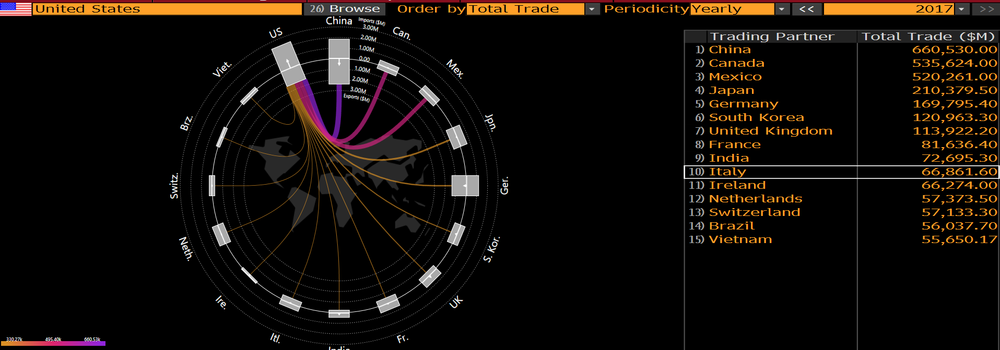 United States 26) Browse Order by Total Trade Periodicity Yearly << 2017 >>
China
Imports ($M)
3.00M
2.00M
1.00M
0.00
1.00M
2.00M
3.00M
Exports ($M)
US
Can.
Mex.
Jpn.
Ger.
S. Kor.
UK
Fr.
India
Itl.
Ire.
Neth.
Switz.
Brz.
Viet.
330.27k 495.40k 660.53k
Trading Partner Total Trade ($M)
1) China 660,530.00
2) Canada 535,624.00
3) Mexico 520,261.00
4) Japan 210,379.50
5) Germany 169,795.40
6) South Korea 120,963.30
7) United Kingdom 113,922.20
8) France 81,636.40
9) India 72,695.30
10) Italy 66,861.60
11) Ireland 66,274.00
12) Netherlands 57,373.50
13) Switzerland 57,133.30
14) Brazil 56,037.70
15) Vietnam 55,650.17